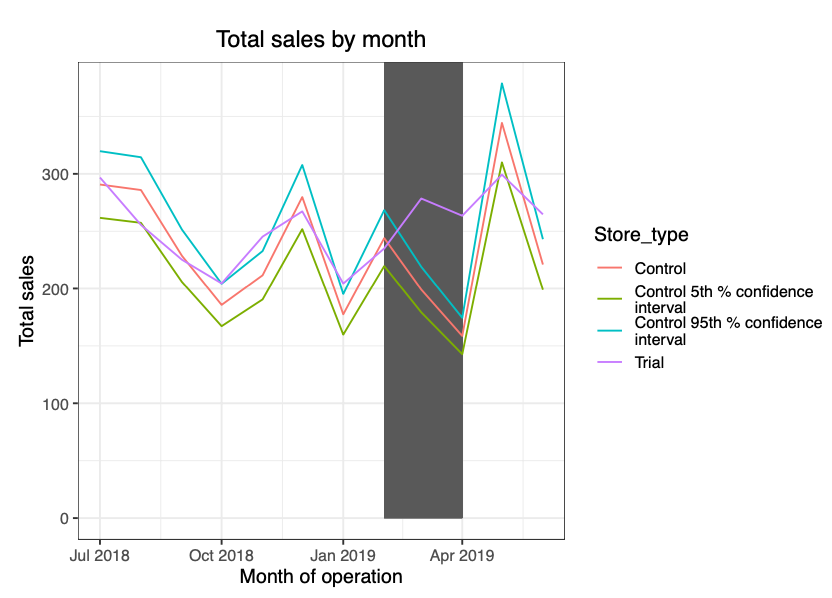 Total sales by month
Total sales
300
200
100
0
Jul 2018
Oct 2018
Jan 2019
Apr 2019
Month of operation
Store_type
Control
Control 5th % confidence
interval
Control 95th % confidence
interval
Trial